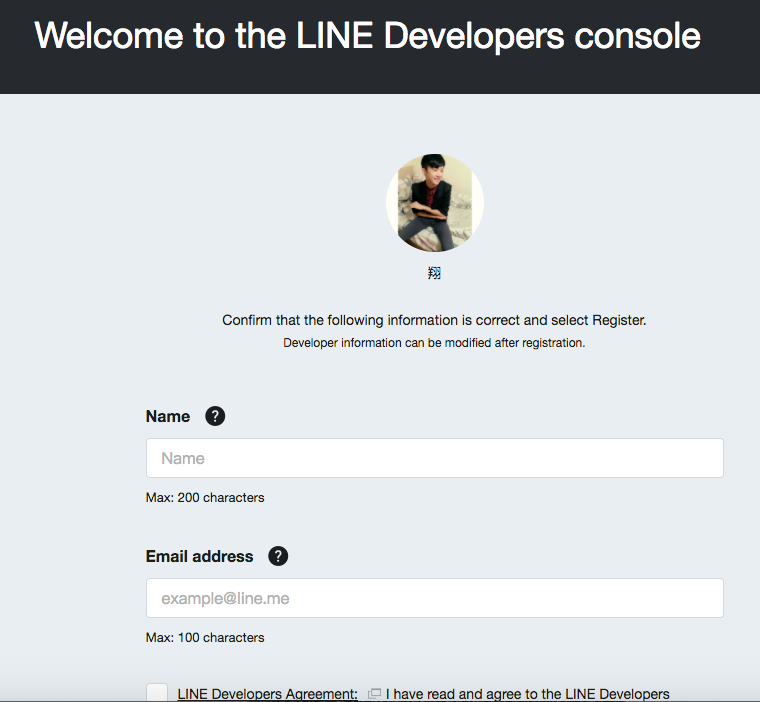 Welcome to the LINE Developers console
翔
Confirm that the following information is correct and select Register.
Developer information can be modified after registration.
Name ?
Name
Max: 200 characters
Email address ?
example@line.me
Max: 100 characters
LINE Developers Agreement: I have read and agree to the LINE Developers